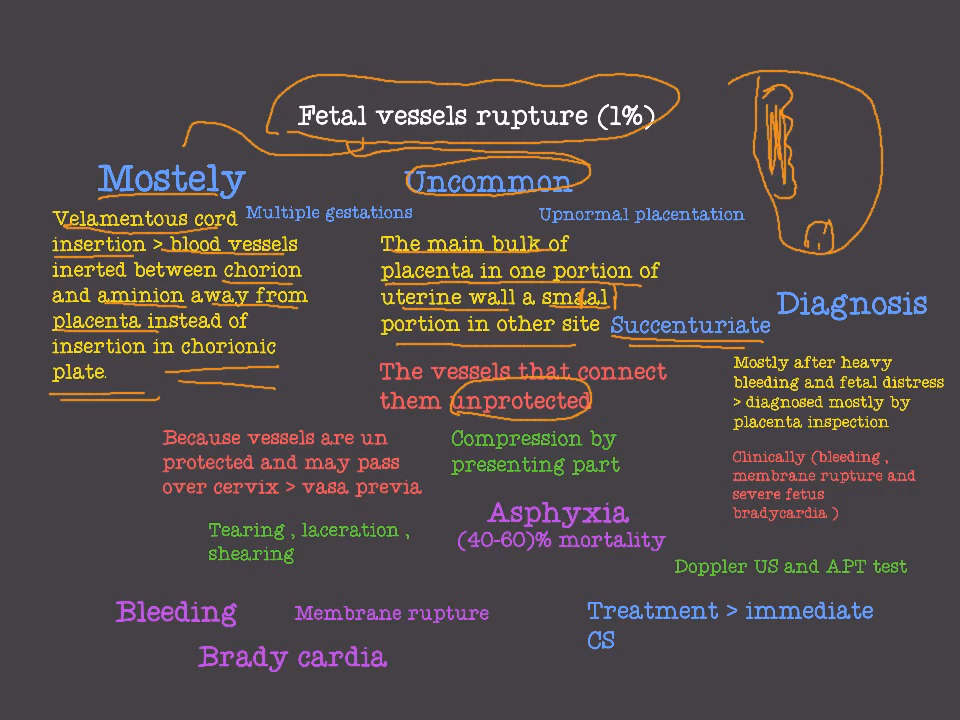 Fetal vessels rupture (1%)
Mostely
Uncommon
Multiple gestations
Upnormal placentation
Velamentous cord
insertion > blood vessels
inerted between chorion
and aminion away from
placenta instead of
insertion in chorionic
plate.
The main bulk of
placenta in one portion of
uterine wall a smaal
portion in other site
Succenturiate
Diagnosis
The vessels that connect
them unprotected
Mostly after heavy
bleeding and fetal distress
> diagnosed mostly by
placenta inspection
Because vessels are un
protected and may pass
over cervix > vasa previa
Compression by
presenting part
Clinically (bleeding ,
membrane rupture and
severe fetus
bradycardia )
Tearing , laceration ,
shearing
Asphyxia
(40-60)% mortality
Doppler US and APT test
Bleeding
Membrane rupture
Treatment > immediate
CS
Brady cardia